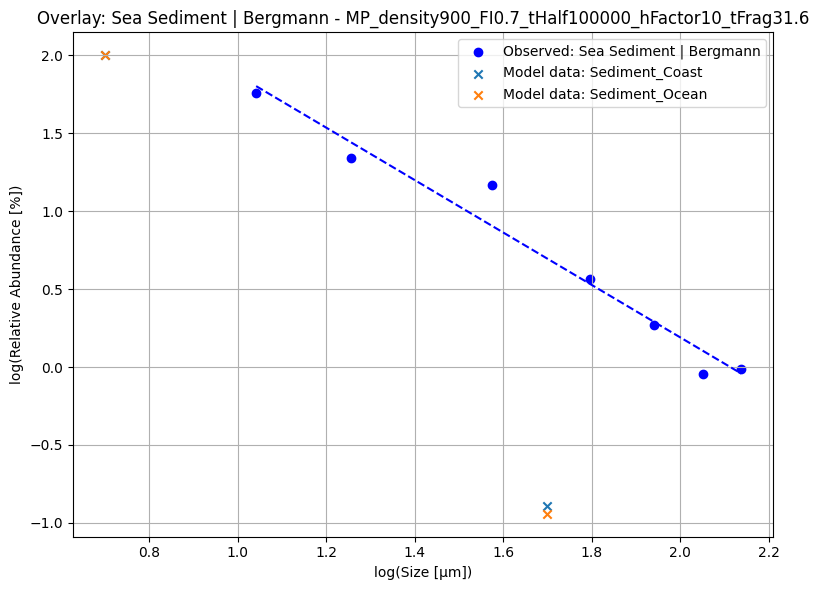 Overlay: Sea Sediment | Bergmann - MP_density900_FI0.7_tHalf100000_hFactor10_tFrag31.6
Observed: Sea Sediment | Bergmann
Model data: Sediment_Coast
Model data: Sediment_Ocean
log(Relative Abundance [%])
2.0
1.5
1.0
0.5
0.0
−0.5
−1.0
0.8 1.0 1.2 1.4 1.6 1.8 2.0 2.2
log(Size [μm])